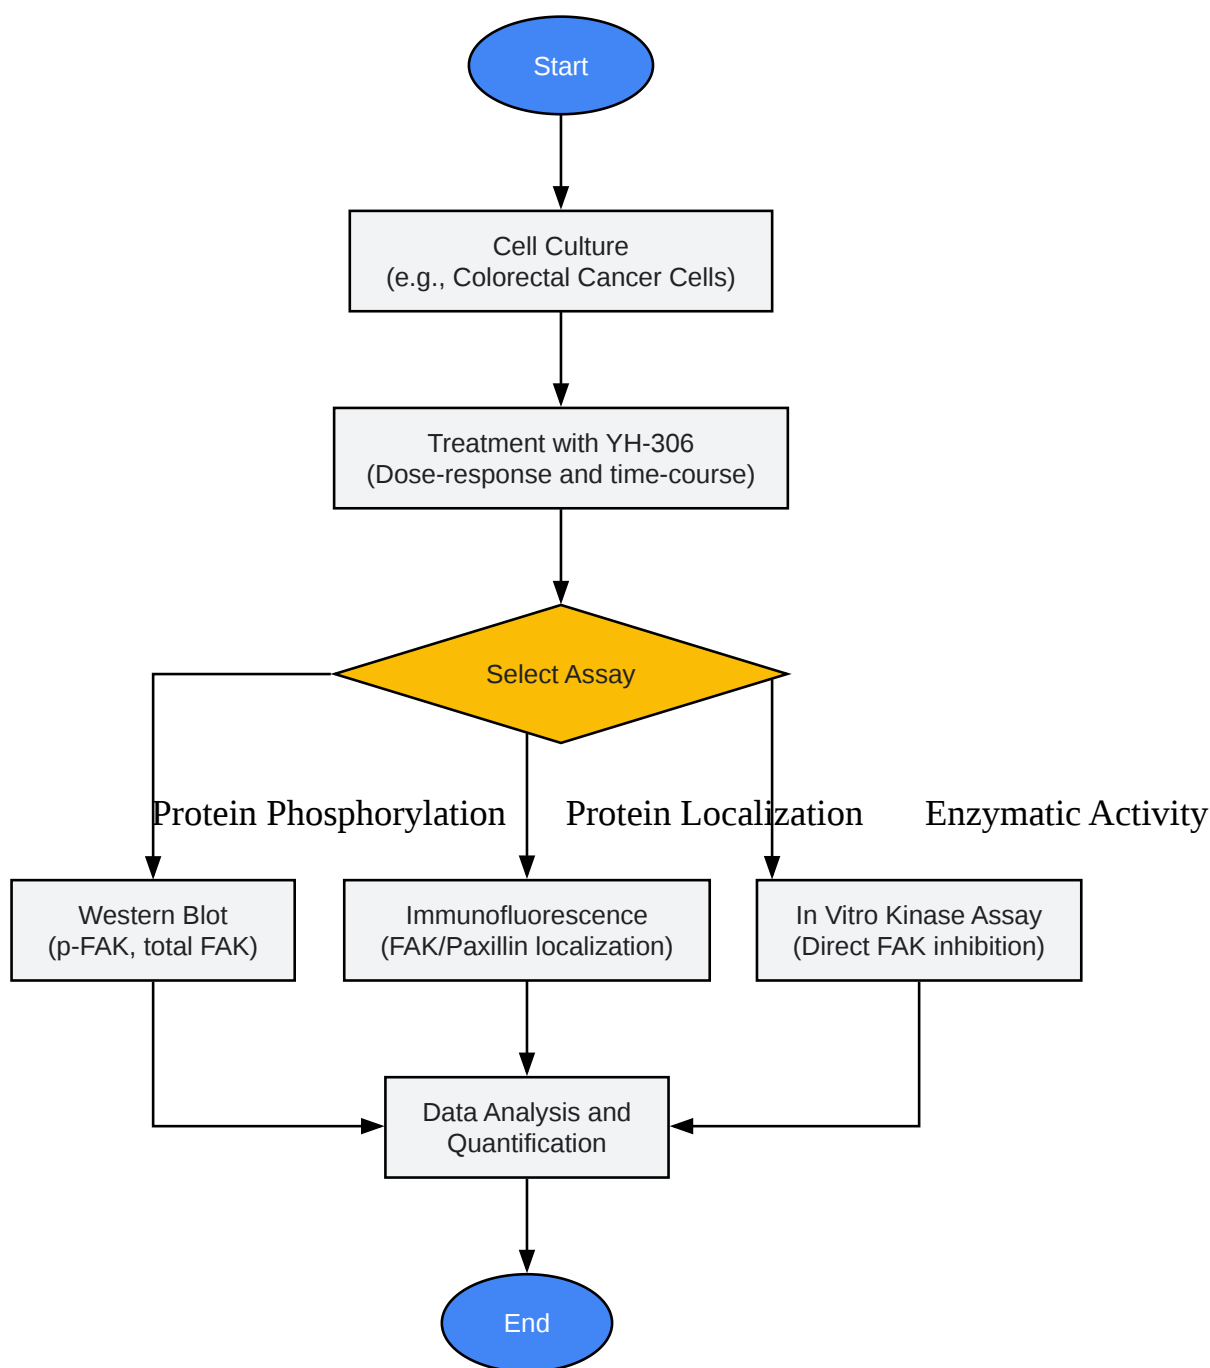 Start
Cell Culture
(e.g., Colorectal Cancer Cells)
Treatment with YH-306
(Dose-response and time-course)
Select Assay
Protein Phosphorylation
Protein Localization
Enzymatic Activity
Western Blot
(p-FAK, total FAK)
Immunofluorescence
(FAK/Paxillin localization)
In Vitro Kinase Assay
(Direct FAK inhibition)
Data Analysis and
Quantification
End